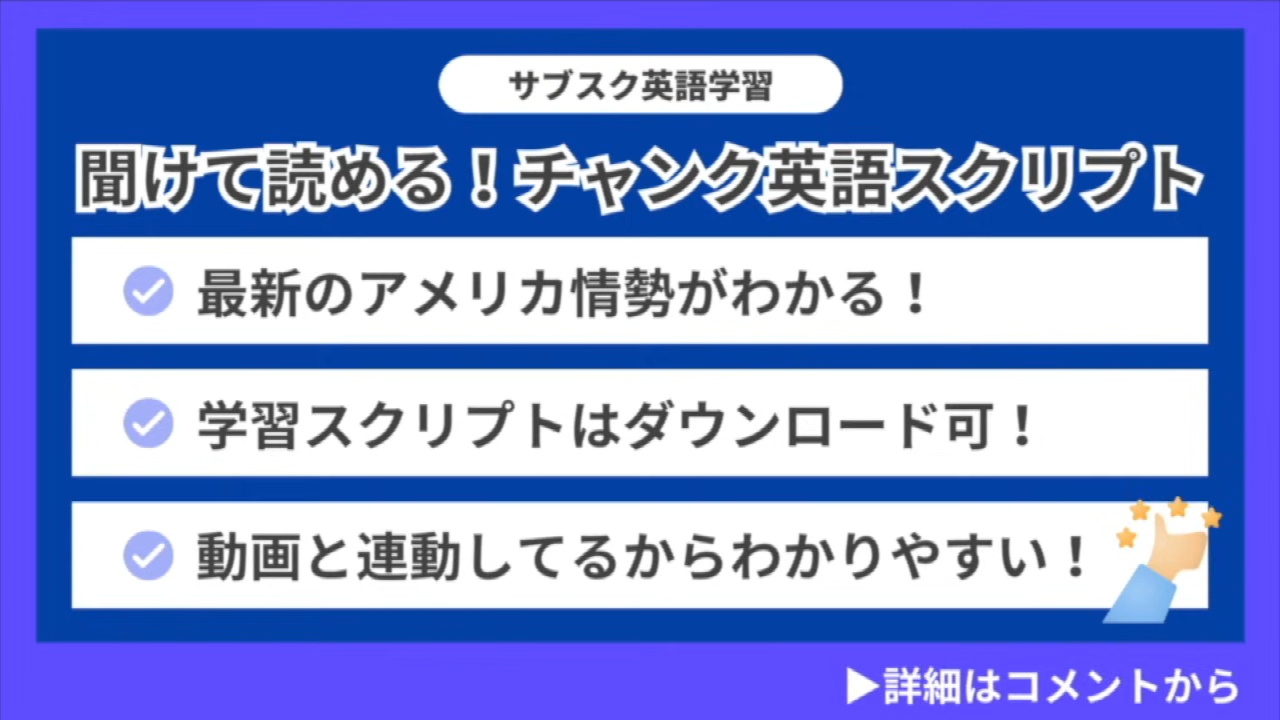 サブスク英語学習
聞けて読める！チャンク英語スクリプト
最新のアメリカ情勢がわかる！
学習スクリプトはダウンロード可！
動画と連動してるからわかりやすい！
▶詳細はコメントから